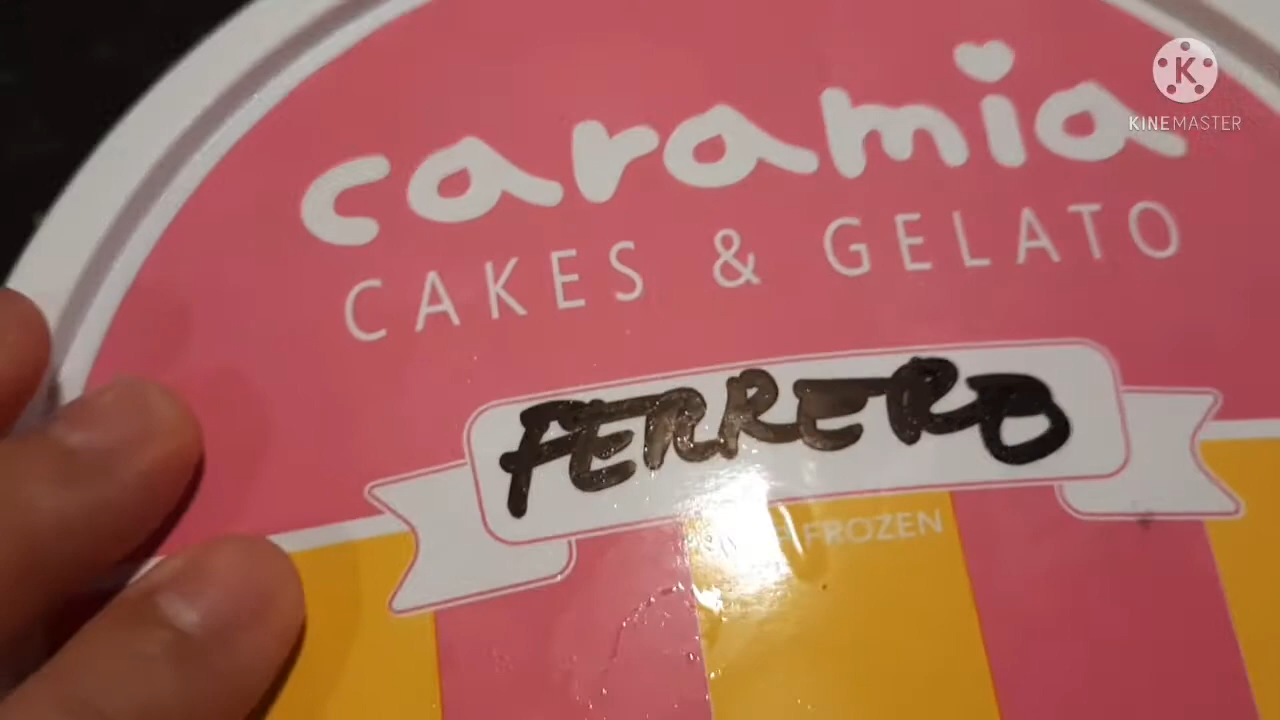 caramia
KINEMASTER
CAKES & GELATO
FERRERO
FROZEN